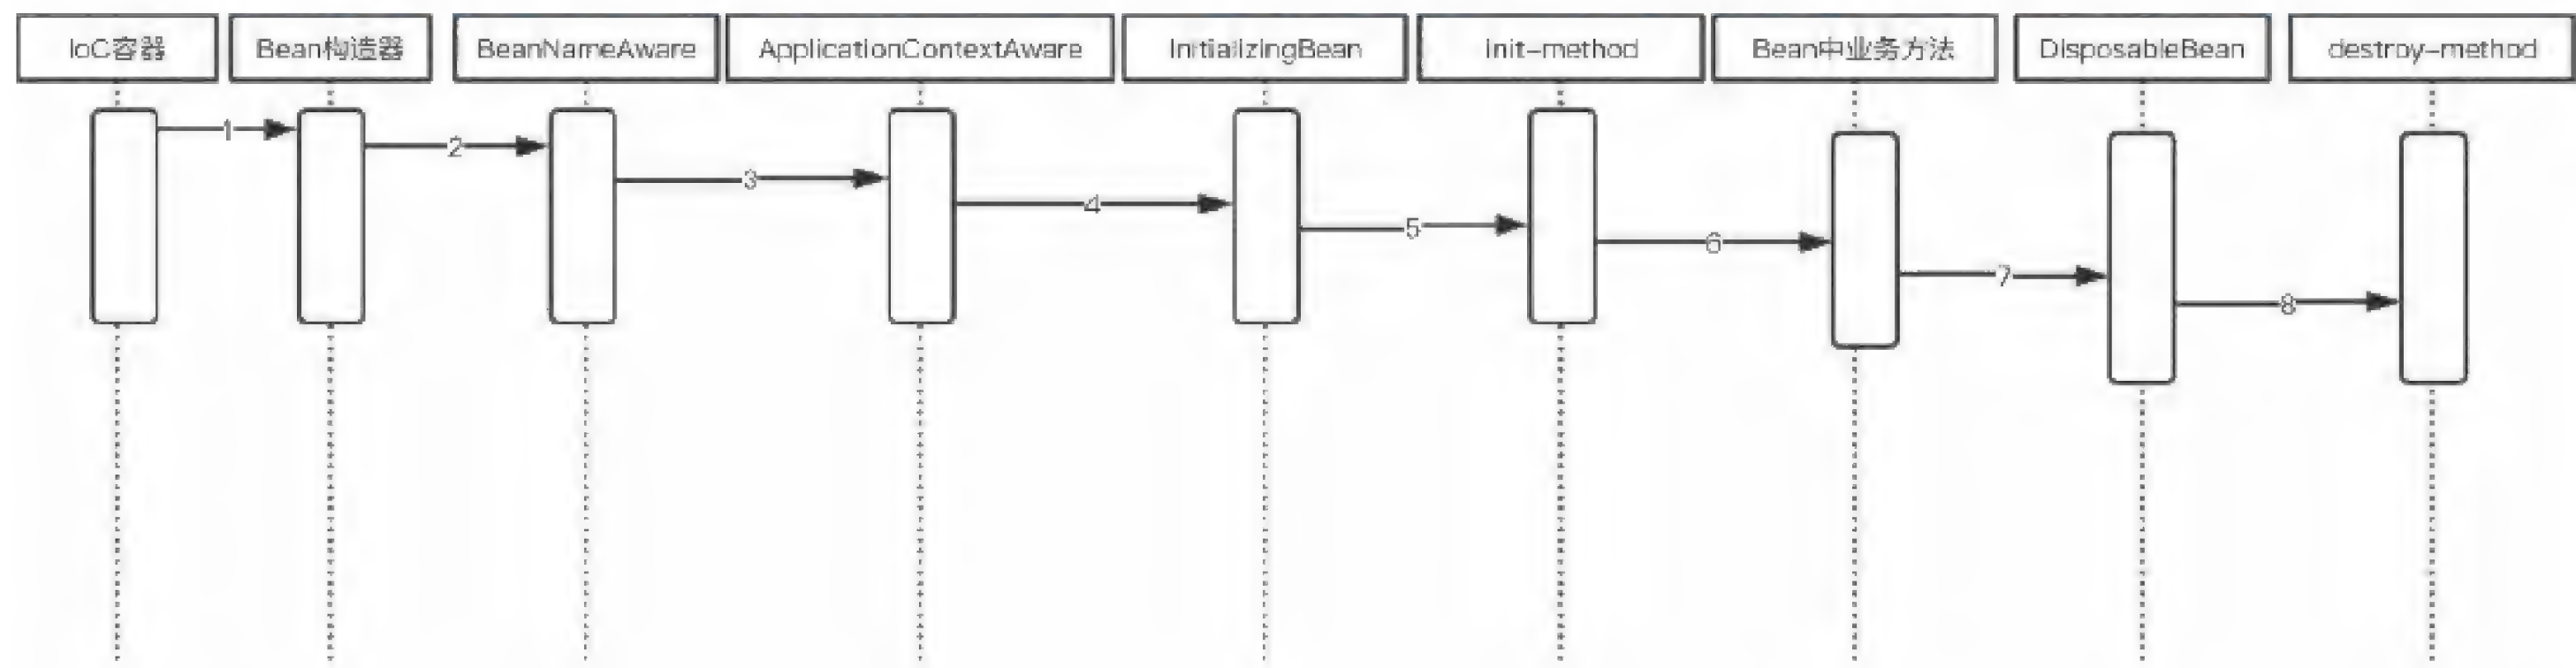 IoC容器
Bean构造器
BeanNameAware
ApplicationContextAware
InitializingBean
init-method
Bean中业务方法
DisposableBean
destroy-method
1
2
3
4
5
6
7
8